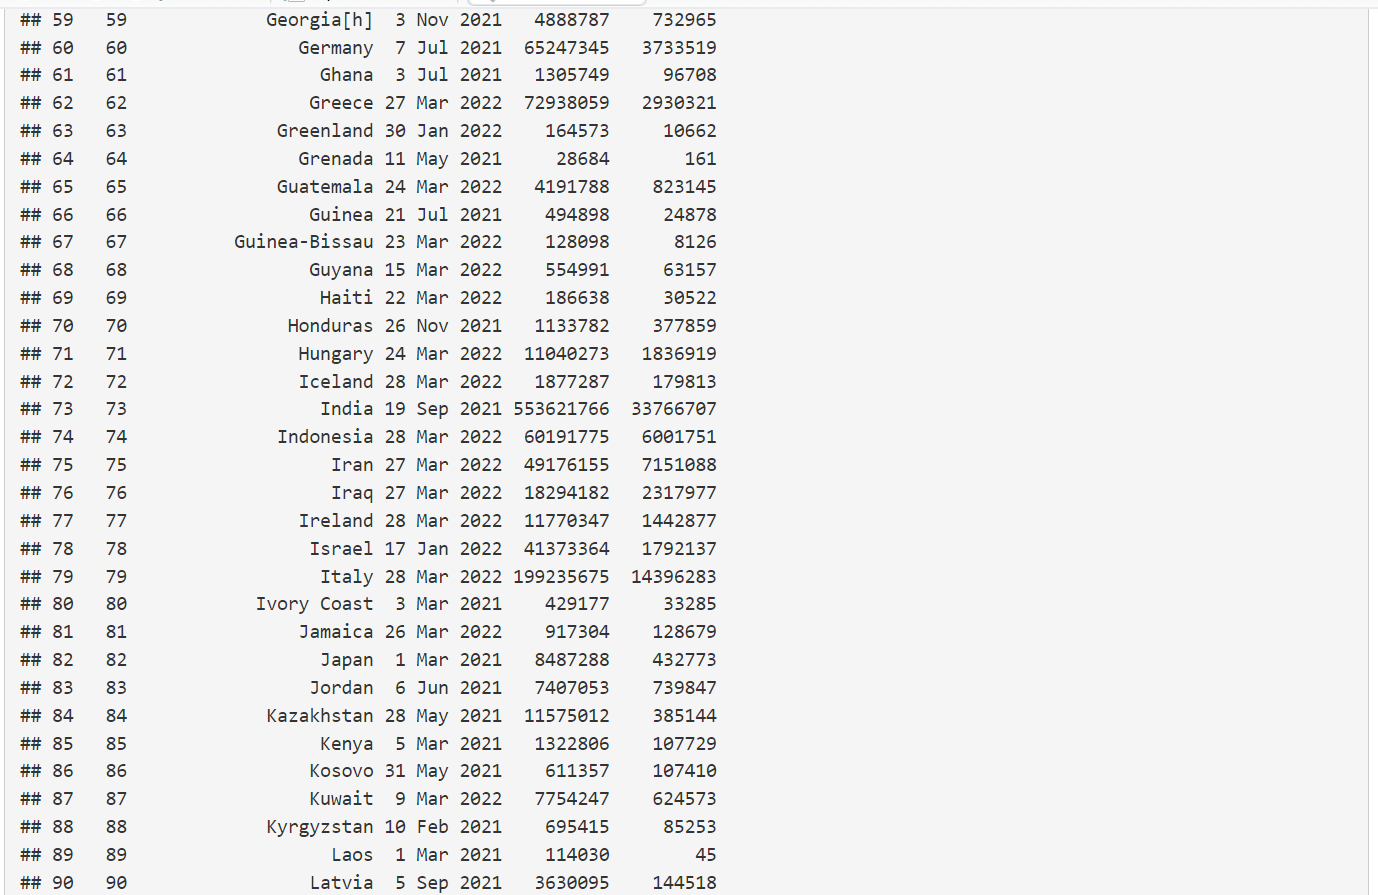 ## 59 59 Georgia[h] 3 Nov 2021 4888787 732965
## 60 60 Germany 7 Jul 2021 65247345 3733519
## 61 61 Ghana 3 Jul 2021 1305749 96708
## 62 62 Greece 27 Mar 2022 72938059 2930321
## 63 63 Greenland 30 Jan 2022 164573 10662
## 64 64 Grenada 11 May 2021 28684 161
## 65 65 Guatemala 24 Mar 2022 4191788 823145
## 66 66 Guinea 21 Jul 2021 494898 24878
## 67 67 Guinea-Bissau 23 Mar 2022 128098 8126
## 68 68 Guyana 15 Mar 2022 554991 63157
## 69 69 Haiti 22 Mar 2022 186638 30522
## 70 70 Honduras 26 Nov 2021 1133782 377859
## 71 71 Hungary 24 Mar 2022 11040273 1836919
## 72 72 Iceland 28 Mar 2022 1877287 179813
## 73 73 India 19 Sep 2021 553621766 33766707
## 74 74 Indonesia 28 Mar 2022 60191775 6001751
## 75 75 Iran 27 Mar 2022 49176155 7151088
## 76 76 Iraq 27 Mar 2022 18294182 2317977
## 77 77 Ireland 28 Mar 2022 11770347 1442877
## 78 78 Israel 17 Jan 2022 41373364 1792137
## 79 79 Italy 28 Mar 2022 199235675 14396283
## 80 80 Ivory Coast 3 Mar 2021 429177 33285
## 81 81 Jamaica 26 Mar 2022 917304 128679
## 82 82 Japan 1 Mar 2021 8487288 432773
## 83 83 Jordan 6 Jun 2021 7407053 739847
## 84 84 Kazakhstan 28 May 2021 11575012 385144
## 85 85 Kenya 5 Mar 2021 1322806 107729
## 86 86 Kosovo 31 May 2021 611357 107410
## 87 87 Kuwait 9 Mar 2022 7754247 624573
## 88 88 Kyrgyzstan 10 Feb 2021 695415 85253
## 89 89 Laos 1 Mar 2021 114030 45
## 90 90 Latvia 5 Sep 2021 3630095 144518